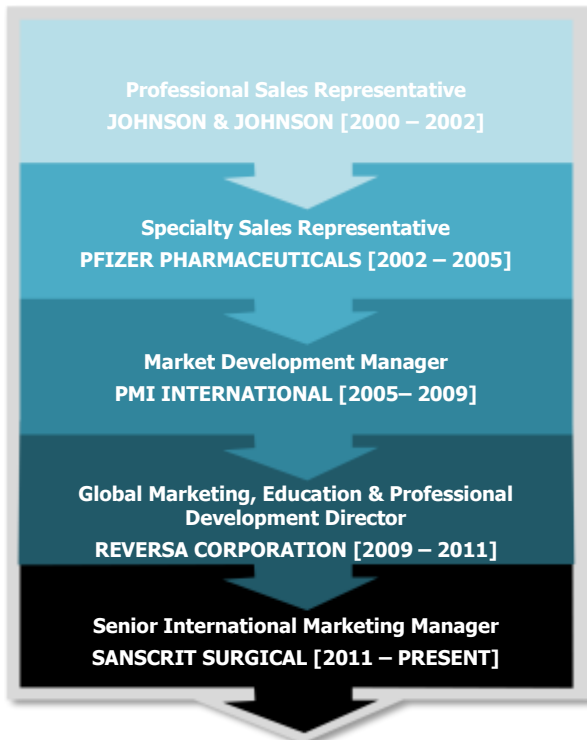 Professional Sales Representative
JOHNSON & JOHNSON [2000 – 2002]
Specialty Sales Representative
PFIZER PHARMACEUTICALS [2002 – 2005]
Market Development Manager
PMI INTERNATIONAL [2005– 2009]
Global Marketing, Education & Professional
Development Director
REVERSA CORPORATION [2009 – 2011]
Senior International Marketing Manager
SANSCRIT SURGICAL [2011 – PRESENT]